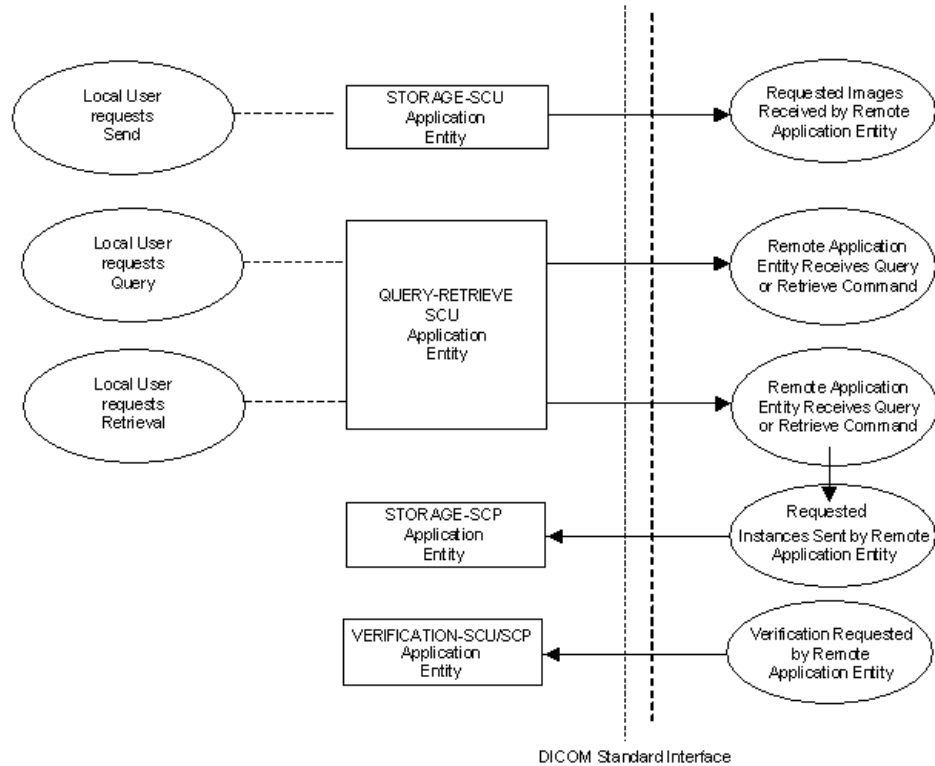 Local User
requests
Send
STORAGE-SCU
Application
Entity
Requested Images
Received by Remote
Application Entity
Local User
requests
Query
QUERY-RETRIEVE
SCU
Application
Entity
Remote Application
Entity Receives Query
or Retrieve Command
Local User
requests
Retrieval
Remote Application
Entity Receives Query
or Retrieve Command
STORAGE-SCP
Application
Entity
Requested
Instances Sent by Remote
Application Entity
VERIFICATION-SCU/SCP
Application
Entity
Verification Requested
by Remote
Application Entity
DICOM Standard Interface